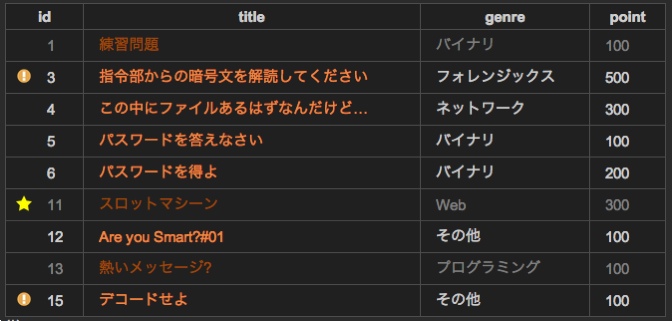 id title genre point
1 練習問題 バイナリ 100
3 指令部からの暗号文を解読してください フォレンジックス 500
4 この中にファイルあるはずなんだけど... ネットワーク 300
5 パスワードを答えなさい バイナリ 100
6 パスワードを得よ バイナリ 200
11 スロットマシーン Web 300
12 Are you Smart?#01 その他 100
13 熱いメッセージ? プログラミング 100
15 デコードせよ その他 100